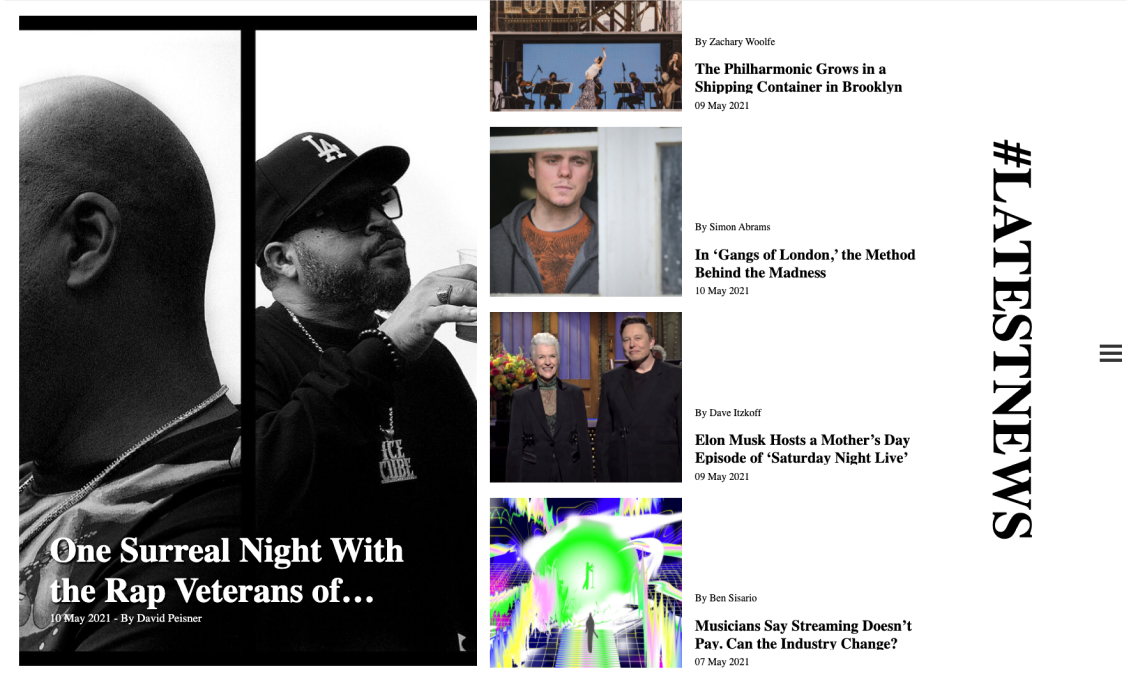 One Surreal Night With
the Rap Veterans of…
10 May 2021 - By David Peisner
LA
ICE
CUBE
LUNA
By Zachary Woolfe
The Philharmonic Grows in a
Shipping Container in Brooklyn
09 May 2021
By Simon Abrams
In ‘Gangs of London,’ the Method
Behind the Madness
10 May 2021
By Dave Itzkoff
Elon Musk Hosts a Mother’s Day
Episode of ‘Saturday Night Live’
09 May 2021
By Ben Sisario
Musicians Say Streaming Doesn’t
Pay. Can the Industry Change?
07 May 2021
#LATESTNEWS